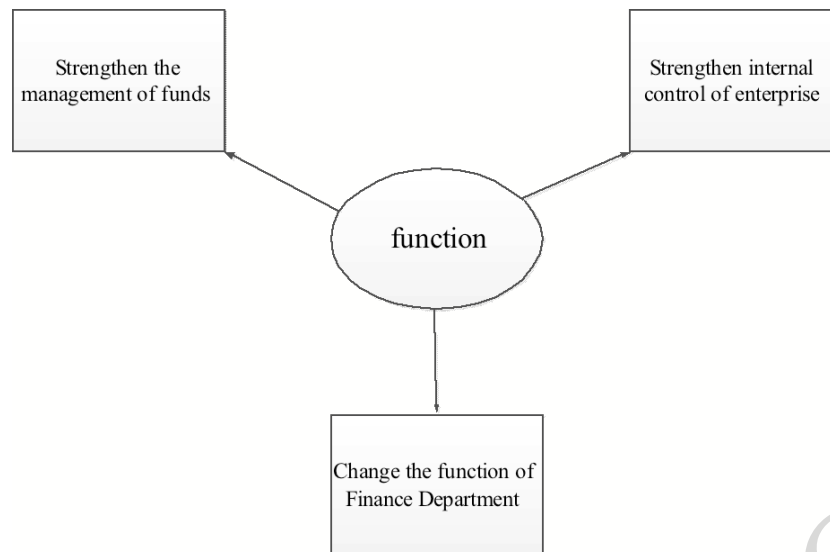 Strengthen the
management of funds
Strengthen internal
control of enterprise
function
Change the function of
Finance Department